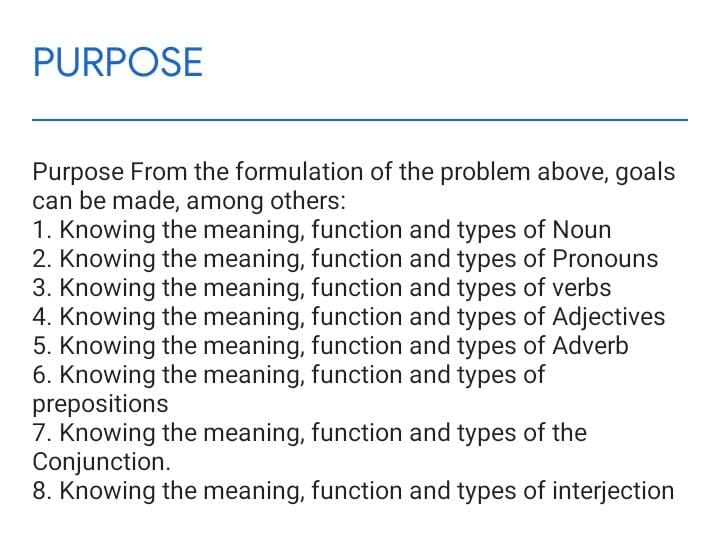 PURPOSE
Purpose From the formulation of the problem above, goals
can be made, among others:
1. Knowing the meaning, function and types of Noun
2. Knowing the meaning, function and types of Pronouns
3. Knowing the meaning, function and types of verbs
4. Knowing the meaning, function and types of Adjectives
5. Knowing the meaning, function and types of Adverb
6. Knowing the meaning, function and types of
prepositions
7. Knowing the meaning, function and types of the
Conjunction.
8. Knowing the meaning, function and types of interjection